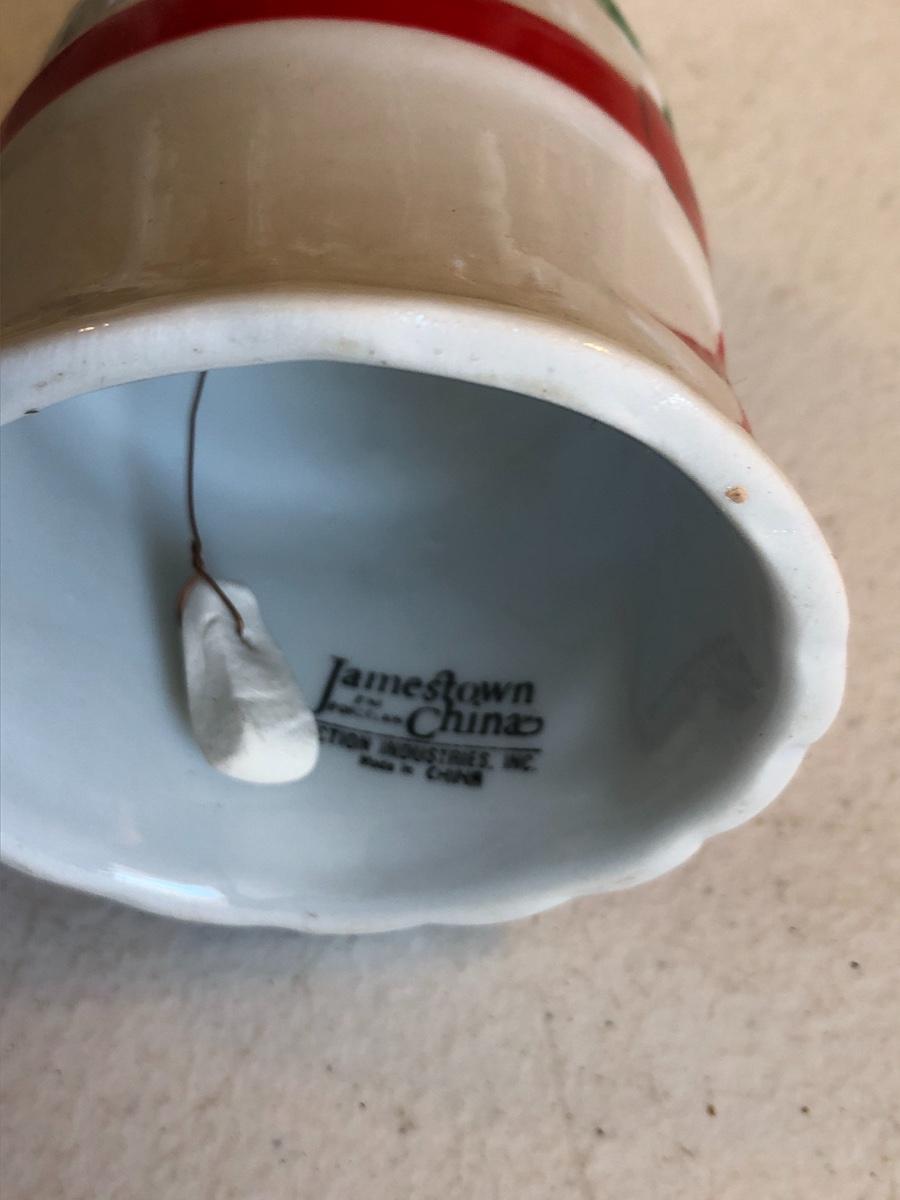 Jamestown
China
CTION INDUSTRIES. INC.
Made in CHINA